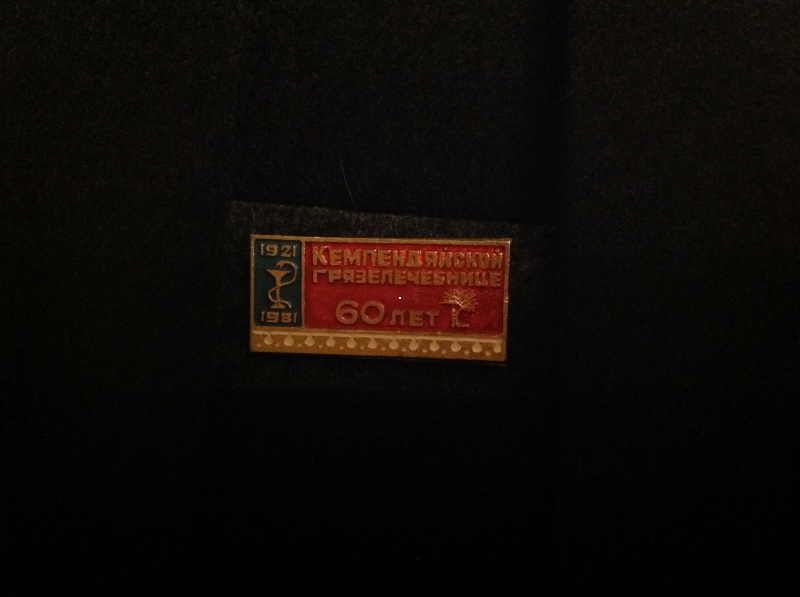 1921
1981
КЕМПЕНДЯЙСКОЙ
ГРЯЗЕЛЕЧЕБНИЦЕ
60 ЛЕТ